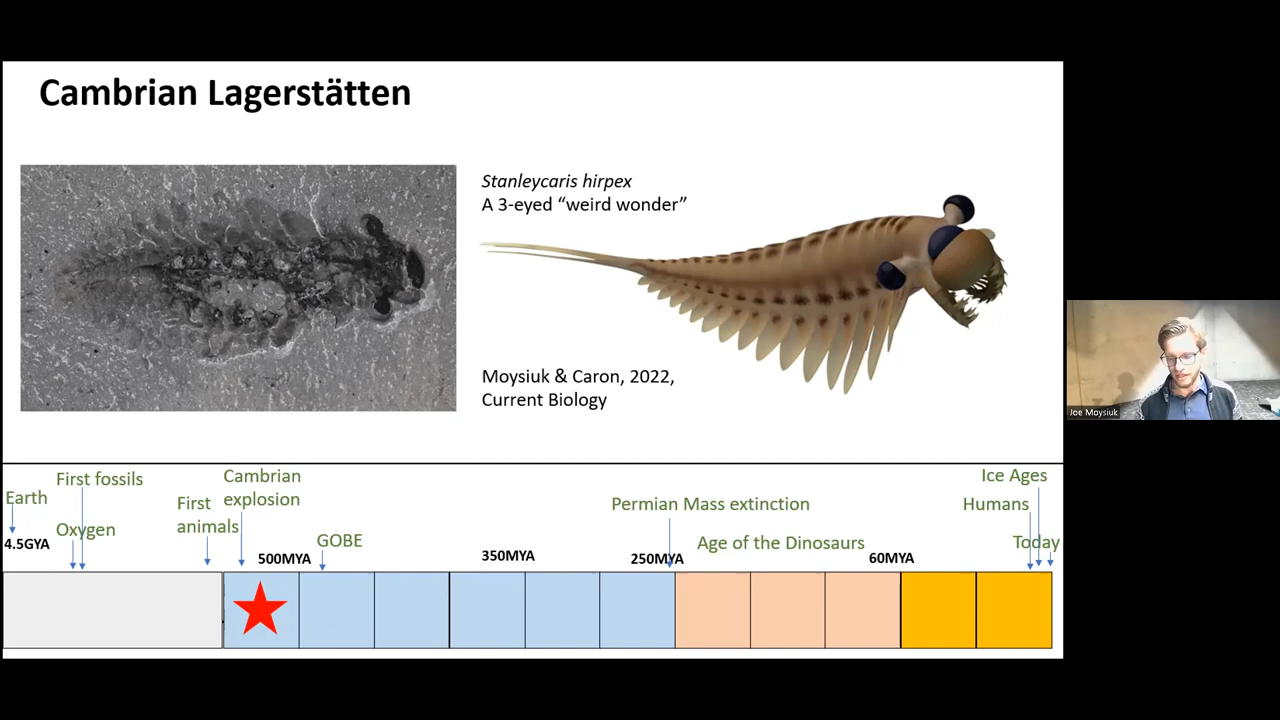 Cambrian Lagerstätten
Stanleycaris hirpex
A 3-eyed “weird wonder”
Moysiuk & Caron, 2022,
Current Biology
Joe Moysiuk
Earth
4.5GYA
First fossils
Oxygen
First
animals
Cambrian
explosion
500MYA
GOBE
350MYA
Permian Mass extinction
250MYA
Age of the Dinosaurs
60MYA
Ice Ages
Humans
Today